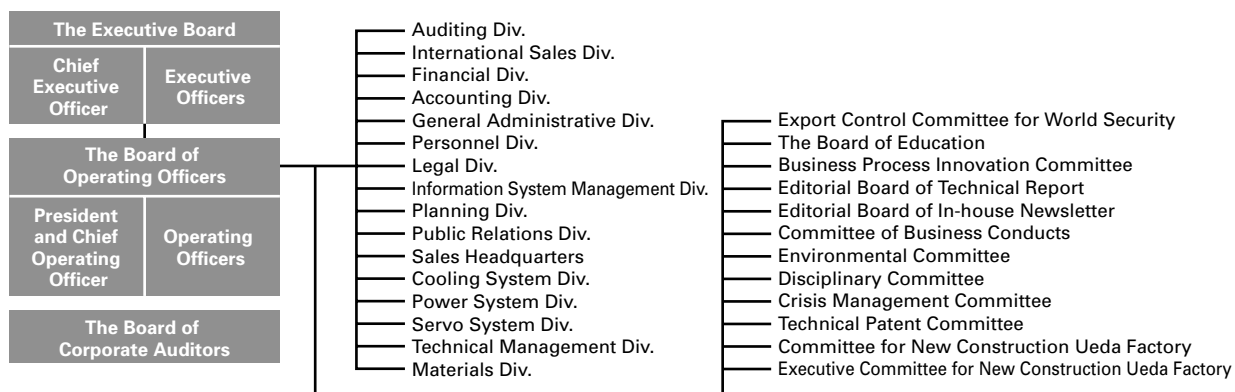 The Executive Board
Chief
Executive
Officer
Executive
Officers
The Board of
Operating Officers
President
and Chief
Operating
Officer
Operating
Officers
The Board of
Corporate Auditors
Auditing Div.
International Sales Div.
Financial Div.
Accounting Div.
General Administrative Div.
Personnel Div.
Legal Div.
Information System Management Div.
Planning Div.
Public Relations Div.
Sales Headquarters
Cooling System Div.
Power System Div.
Servo System Div.
Technical Management Div.
Materials Div.
Export Control Committee for World Security
The Board of Education
Business Process Innovation Committee
Editorial Board of Technical Report
Editorial Board of In-house Newsletter
Committee of Business Conducts
Environmental Committee
Disciplinary Committee
Crisis Management Committee
Technical Patent Committee
Committee for New Construction Ueda Factory
Executive Committee for New Construction Ueda Factory